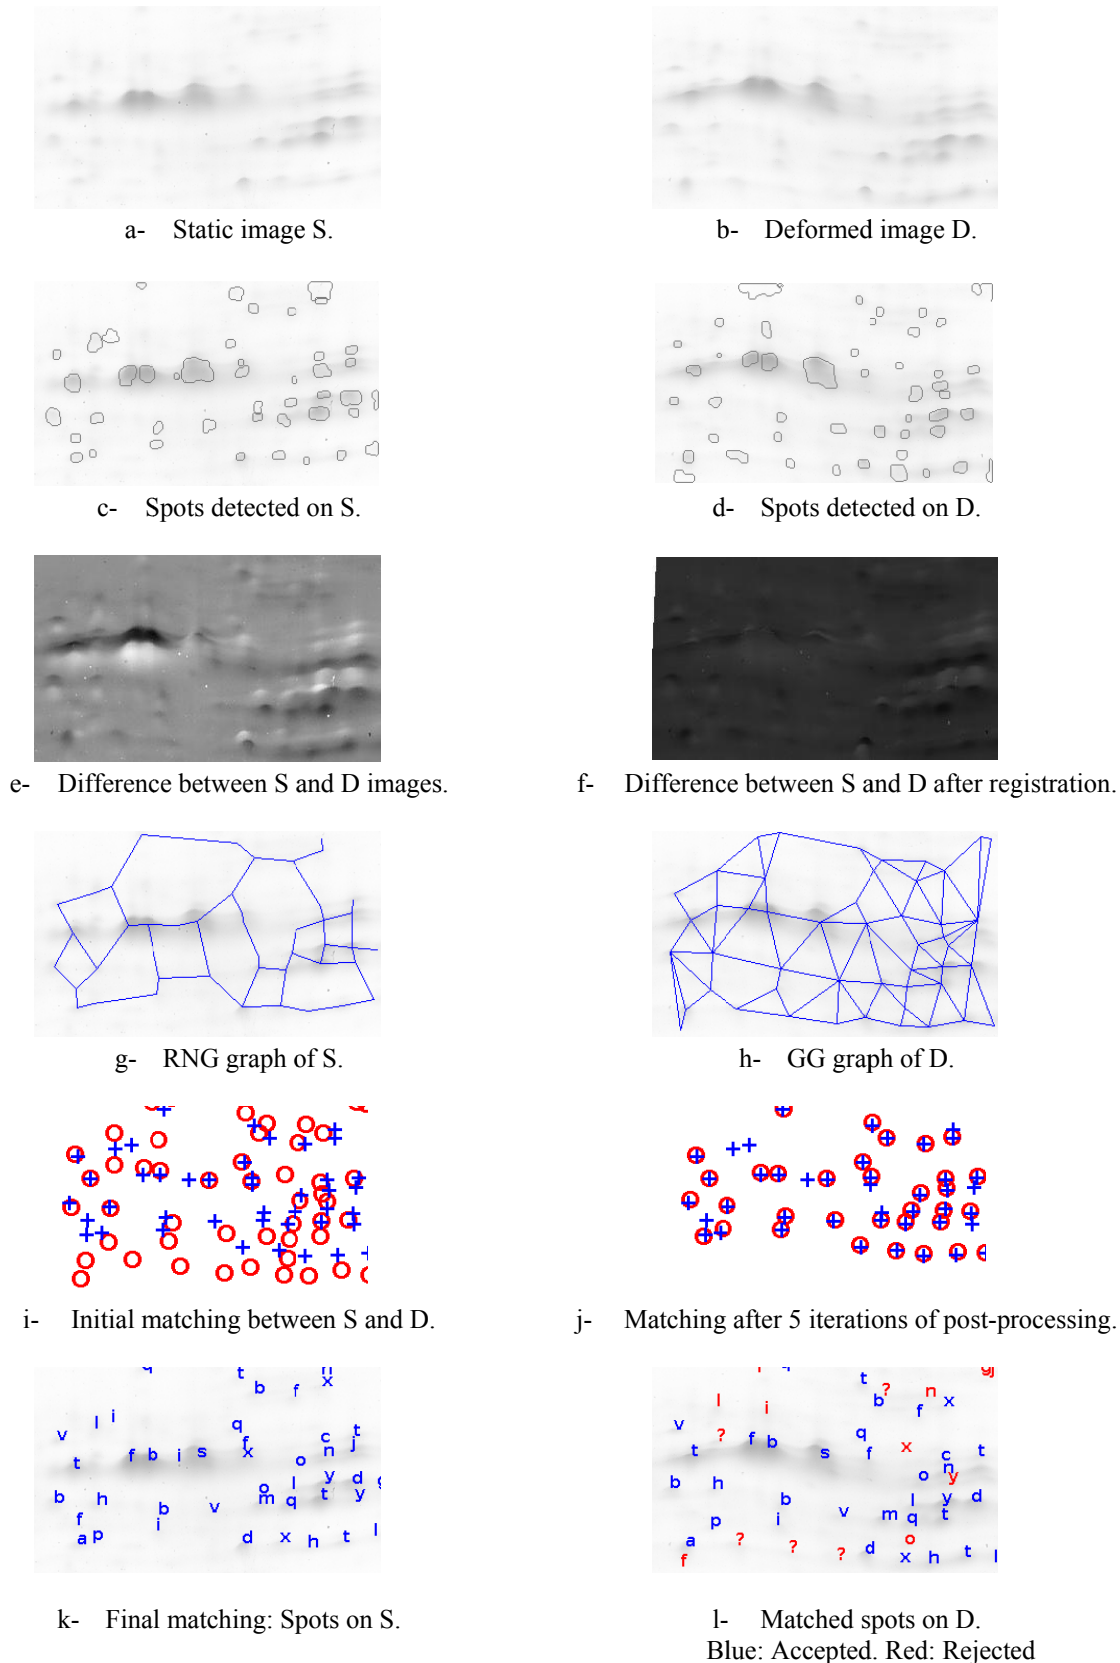 a- Static image S.
b- Deformed image D.
c- Spots detected on S.
d- Spots detected on D.
e- Difference between S and D images.
f- Difference between S and D after registration.
g- RNG graph of S.
h- GG graph of D.
i- Initial matching between S and D.
j- Matching after 5 iterations of post-processing.
t
b f x
q
l i
v
f b i s f x c t
t o n j
b h o l y d
m q t y
f b v
a p i d x h t l
t
b ? n
l i f x
v ? f b q
t s f x c t
b h o n y
b v l y d
p i m q t
a ? ? ? d o
f x h t l
k- Final matching: Spots on S.
l- Matched spots on D.
Blue: Accepted. Red: Rejected